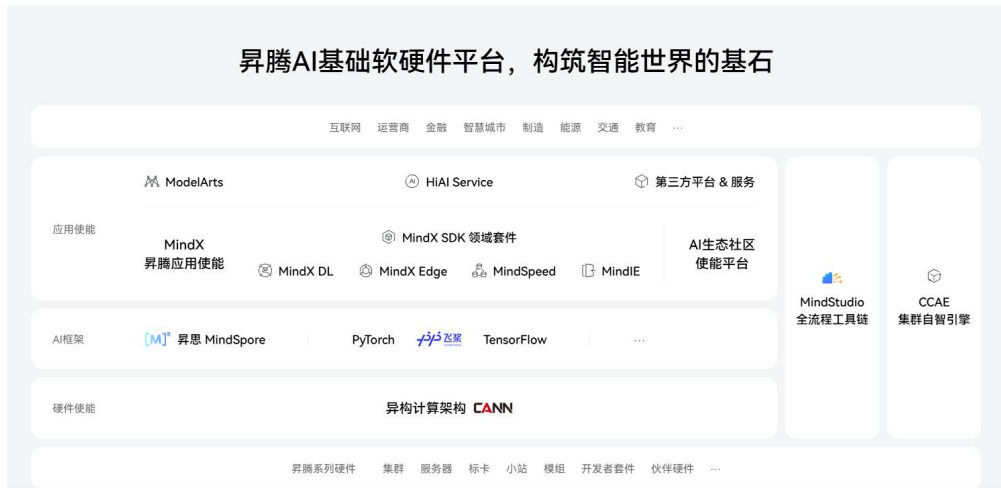 昇腾AI基础软硬件平台，构筑智能世界的基石
互联网 运营商 金融 智慧城市 制造 能源 交通 教育 ···
应用使能
ModelArts
HiAI Service
第三方平台 & 服务
MindX
昇腾应用使能
MindX SDK 领域套件
MindX DL
MindX Edge
MindSpeed
MindIE
AI生态社区
使能平台
AI框架
[M]s 昇思 MindSpore
PyTorch
飞桨
TensorFlow
···
硬件使能
异构计算架构 CANN
MindStudio
全流程工具链
CCAE
集群自智引擎
昇腾系列硬件 集群 服务器 标卡 小站 模组 开发者套件 伙伴硬件 ···